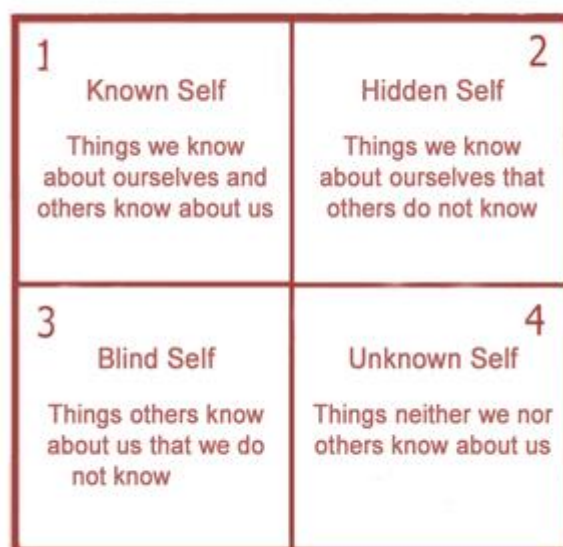 1
Known Self
Things we know
about ourselves and
others know about us
2
Hidden Self
Things we know
about ourselves that
others do not know
3
Blind Self
Things others know
about us that we do
not know
4
Unknown Self
Things neither we nor
others know about us